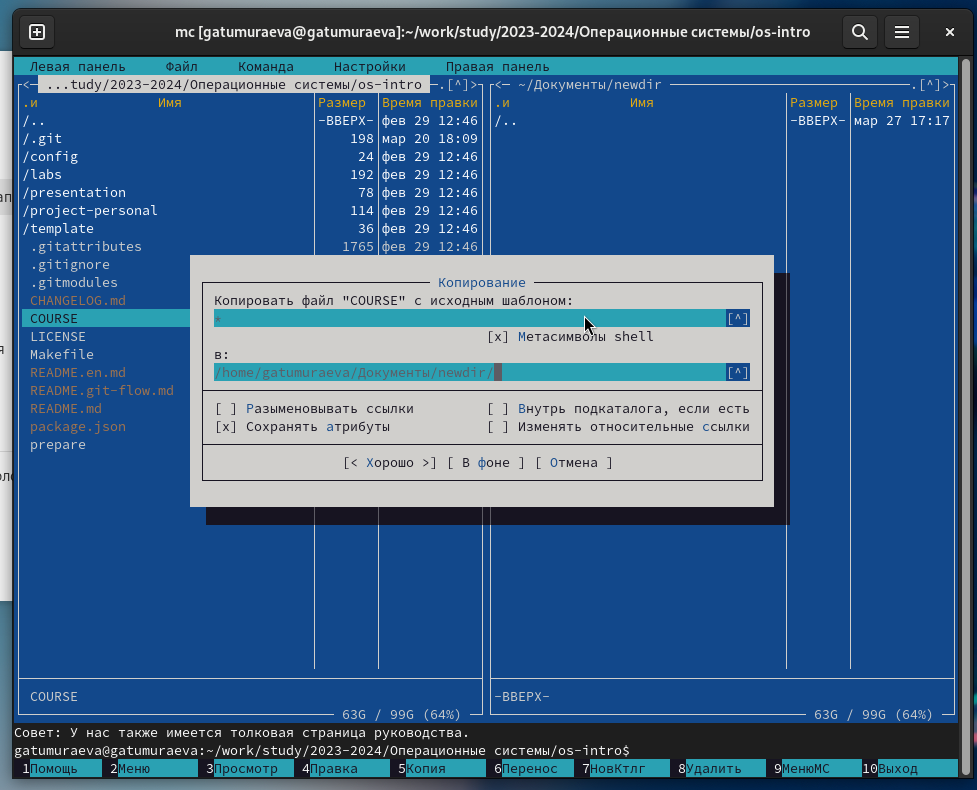 mc [gatumuraeva@gatumuraeva]:~/work/study/2023-2024/Операционные системы/os-intro
Левая панель Файл Команда Настройки Правая панель
<─ ...tudy/2023-2024/Операционные системы/os-intro ─.[^]> <─ ~/Документы/newdir ─.[^]>
.и Имя Размер Время правки .и Имя Размер Время правки
/.. -ВВЕРХ- фев 29 12:46 /.. -ВВЕРХ- мар 27 17:17
/.git 198 мар 20 18:09
/config 24 фев 29 12:46
/labs 192 фев 29 12:46
/presentation 78 фев 29 12:46
/project-personal 114 фев 29 12:46
/template 36 фев 29 12:46
.gitattributes 1765 фев 29 12:46
.gitignore
.gitmodules
CHANGELOG.md
COURSE
LICENSE
Makefile
README.en.md
README.git-flow.md
README.md
package.json
prepare
Копирование
Копировать файл "COURSE" с исходным шаблоном:
* [^]
[x] Метасимволы shell
в:
/home/gatumuraeva/Документы/newdir/ [^]
[ ] Разыменовывать ссылки [ ] Внутрь подкаталога, если есть
[x] Сохранять атрибуты [ ] Изменять относительные ссылки
[< Хорошо >] [ В фоне ] [ Отмена ]
COURSE -ВВЕРХ-
63G / 99G (64%) 63G / 99G (64%)
Совет: У нас также имеется толковая страница руководства.
gatumuraeva@gatumuraeva:~/work/study/2023-2024/Операционные системы/os-intro$
1Помощь 2Меню 3Просмотр 4Правка 5Копия 6Перенос 7НовКтлг 8Удалить 9МенюМС 10Выход